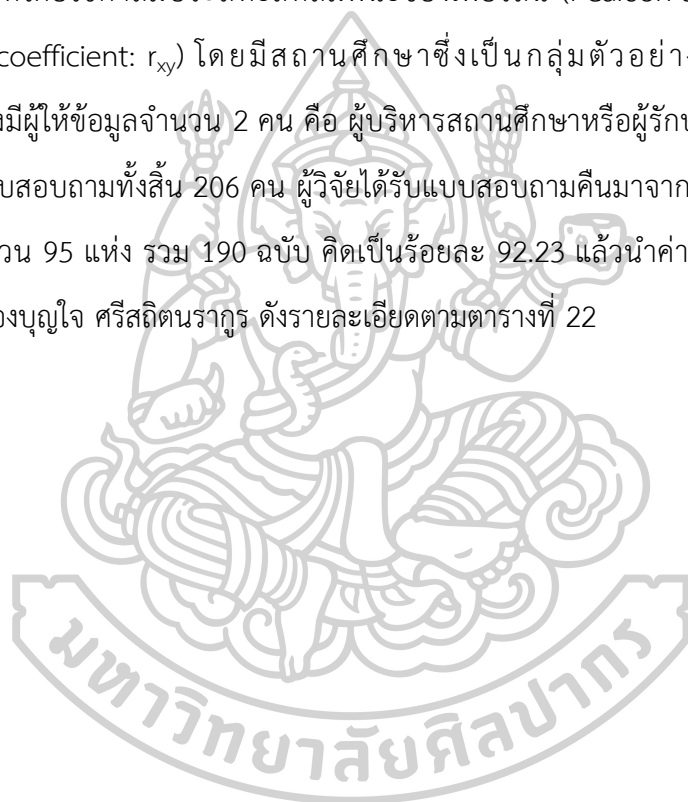 coefficient: rxy) โดยมีสถานศึกษาซึ่งเป็นกลุ่มตัวอย่าง
มีผู้ให้ข้อมูลจำนวน 2 คน คือ ผู้บริหารสถานศึกษาหรือผู้รักษ
บสอบถามทั้งสิ้น 206 คน ผู้วิจัยได้รับแบบสอบถามคืนมาจาก
วน 95 แห่ง รวม 190 ฉบับ คิดเป็นร้อยละ 92.23 แล้วนำค่า
องบุญใจ ศรีสถิตนรากูร ดังรายละเอียดตามตารางที่ 22
มหาวิทยาลัยศิลปากร